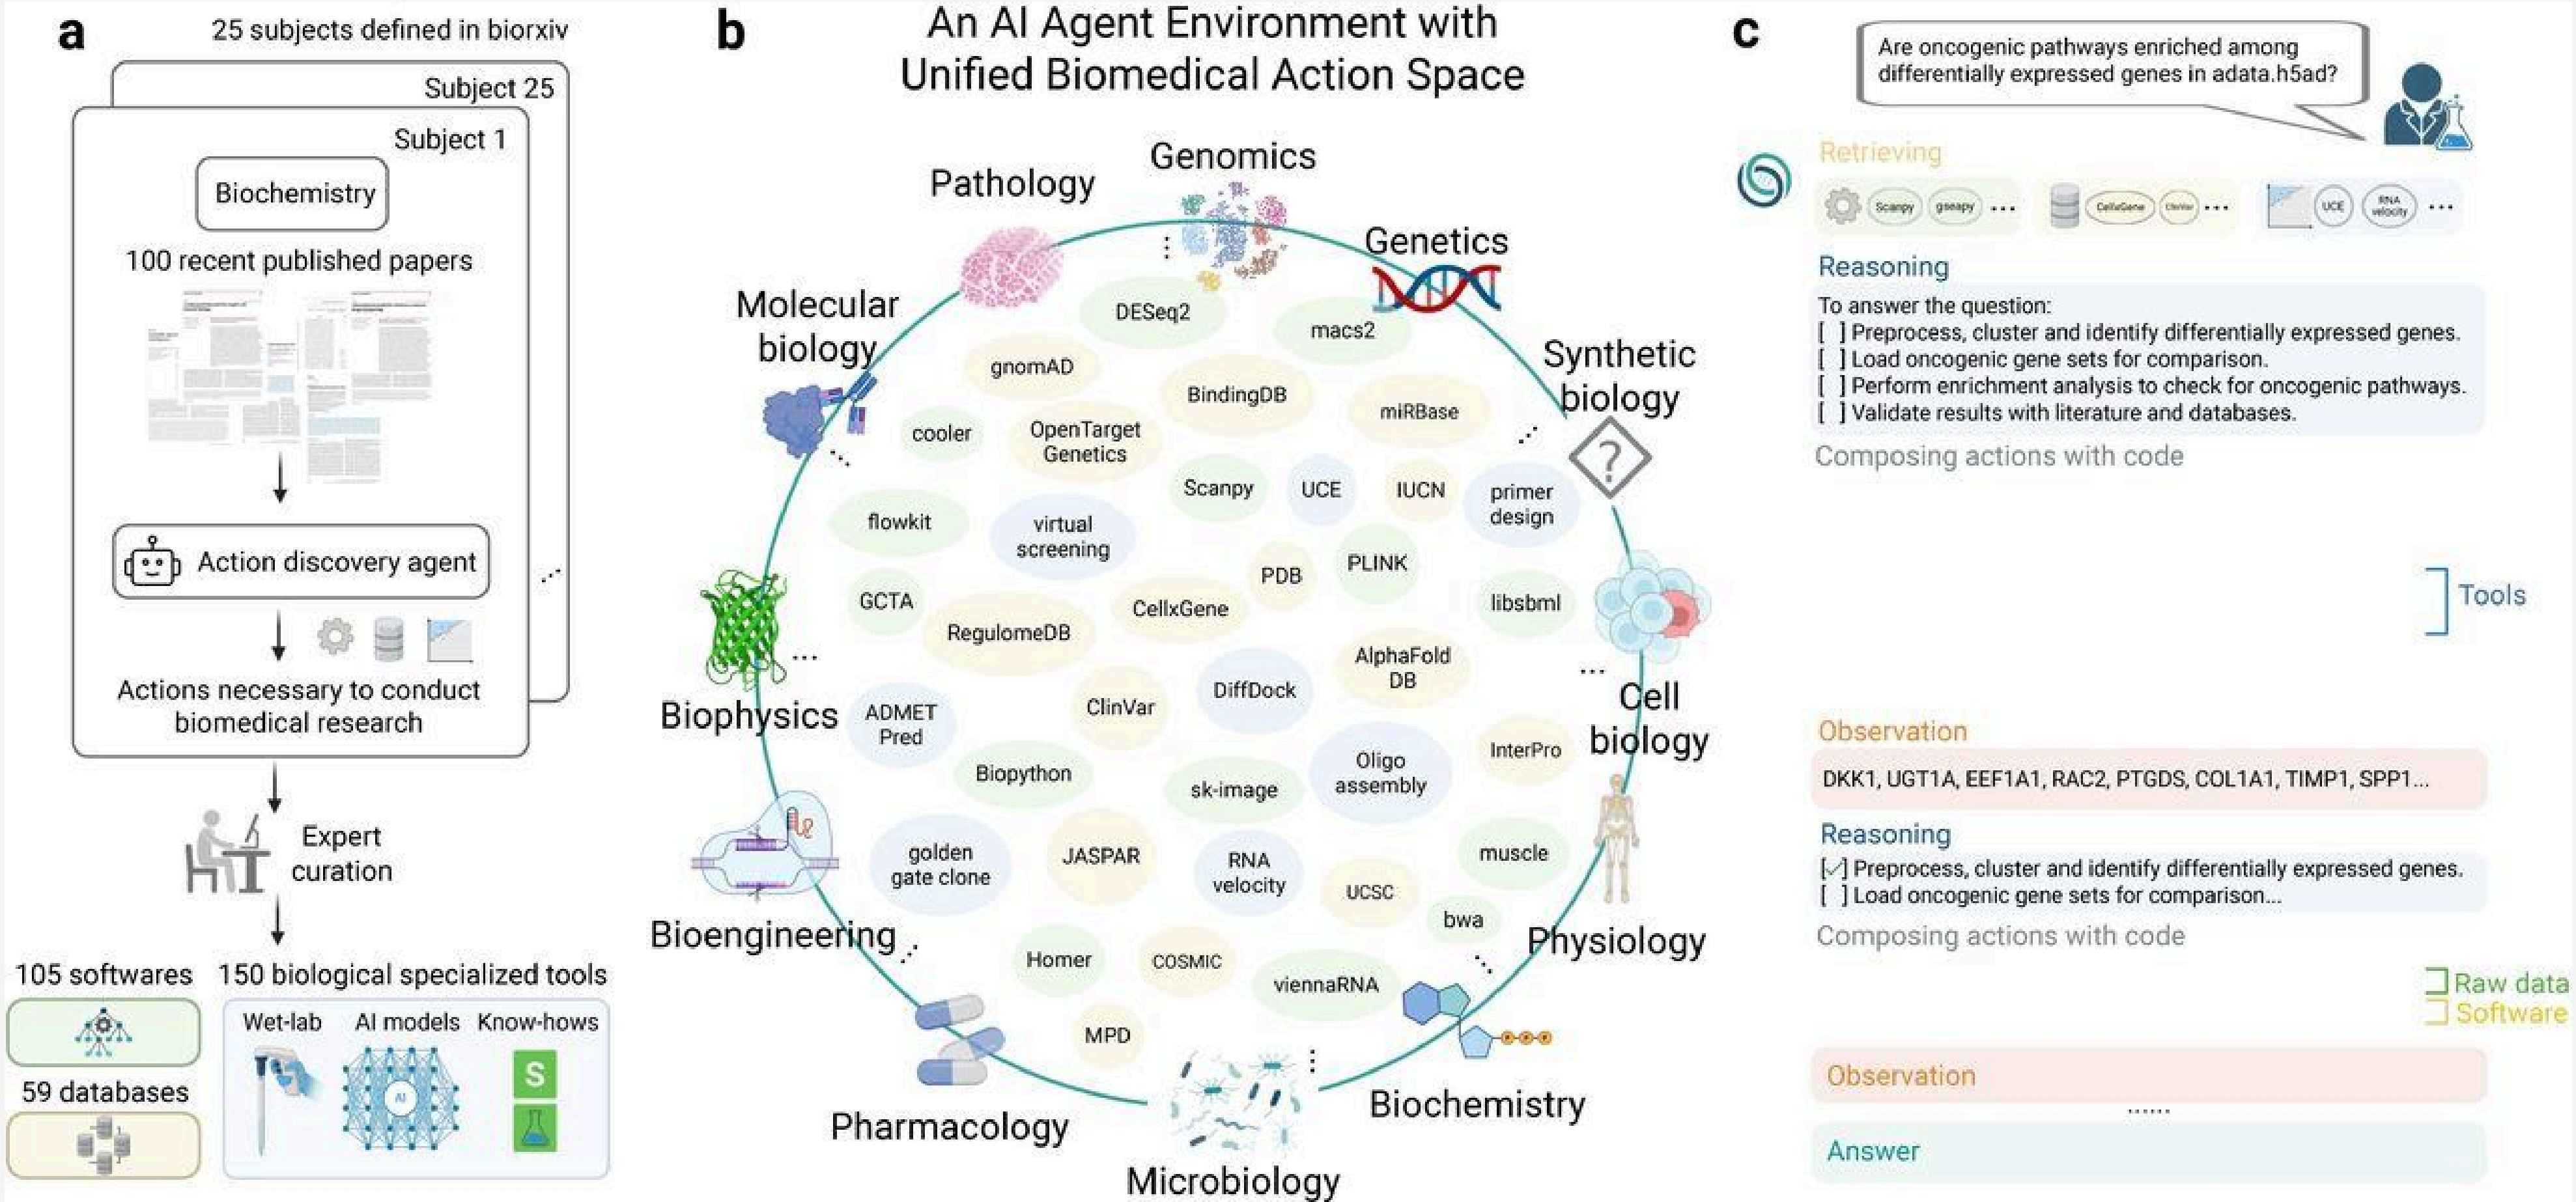 a
25 subjects defined in biorxiv
Subject 25
Subject 1
Biochemistry
100 recent published papers
Action discovery agent
Actions necessary to conduct
biomedical research
Expert
curation
105 softwares
150 biological specialized tools
Wet-lab
AI models
Know-hows
AI
S
59 databases
b
An AI Agent Environment with
Unified Biomedical Action Space
Genomics
Pathology
Genetics
Molecular
biology
Synthetic
biology
?
Biophysics
Cell
biology
Bioengineering
Physiology
Pharmacology
Biochemistry
Microbiology
DESeq2
macs2
gnomAD
BindingDB
miRBase
cooler
OpenTarget
Genetics
Scanpy
UCE
IUCN
primer
design
flowkit
virtual
screening
PDB
PLINK
GCTA
RegulomeDB
CellxGene
libsbml
AlphaFold
DB
ClinVar
DiffDock
ADMET
Pred
InterPro
Biopython
sk-image
Oligo
assembly
golden
gate clone
JASPAR
RNA
velocity
UCSC
muscle
bwa
Homer
COSMIC
viennaRNA
MPD
P P P
c
Are oncogenic pathways enriched among
differentially expressed genes in adata.h5ad?
Retrieving
Scanpy gseapy ...
CellxGene ClinVar ...
UCE RNA velocity ...
Reasoning
To answer the question:
[ ] Preprocess, cluster and identify differentially expressed genes.
[ ] Load oncogenic gene sets for comparison.
[ ] Perform enrichment analysis to check for oncogenic pathways.
[ ] Validate results with literature and databases.
Composing actions with code
Tools
Observation
DKK1, UGT1A, EEF1A1, RAC2, PTGDS, COL1A1, TIMP1, SPP1...
Reasoning
[✓] Preprocess, cluster and identify differentially expressed genes.
[ ] Load oncogenic gene sets for comparison...
Composing actions with code
Raw data
Software
Observation
......
Answer